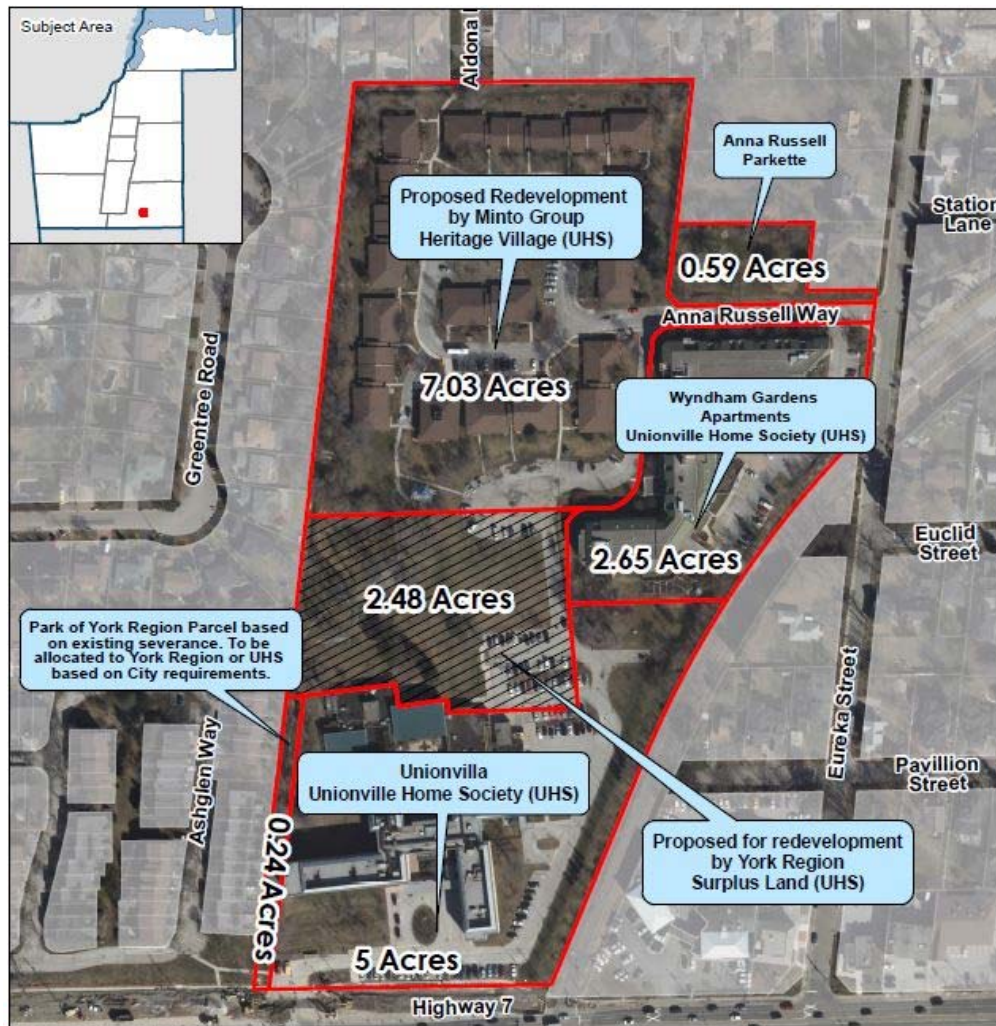 Subject Area
Aldona
Anna Russell
Parkette
Proposed Redevelopment
by Minto Group
Heritage Village (UHS)
Station
Lane
0.59 Acres
Anna Russell Way
7.03 Acres
Wyndham Gardens
Apartments
Unionville Home Society (UHS)
Greentree Road
Euclid
Street
2.65 Acres
2.48 Acres
Park of York Region Parcel based
on existing severance. To be
allocated to York Region or UHS
based on City requirements.
Eureka Street
Ashglen Way
Unionvilla
Unionville Home Society (UHS)
Pavillion
Street
0.24 Acres
Proposed for redevelopment
by York Region
Surplus Land (UHS)
5 Acres
Highway 7